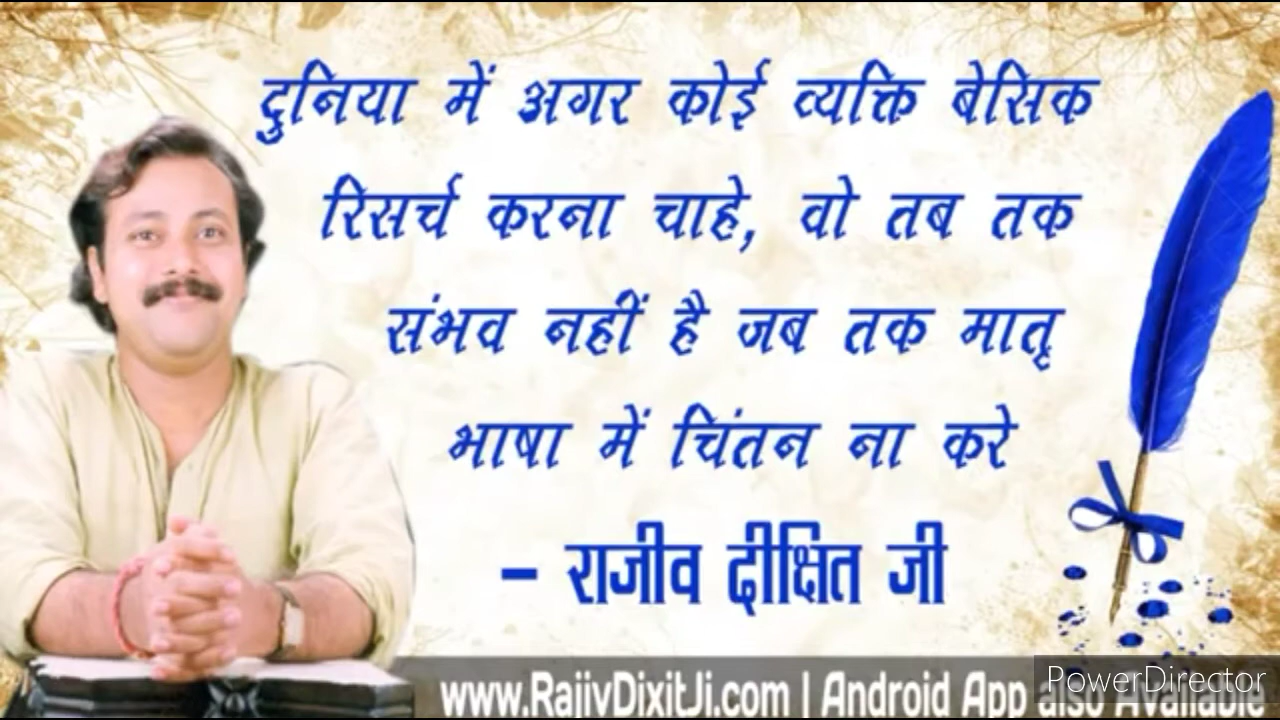 दुनिया में अगर कोई व्यक्ति बेसिक
रिसर्च करना चाहे, वो तब तक
संभव नहीं है जब तक मातृ
भाषा में चिंतन ना करे
– राजीव दीक्षित जी
www.RajivDixitJi.com | Android App also Available
PowerDirector